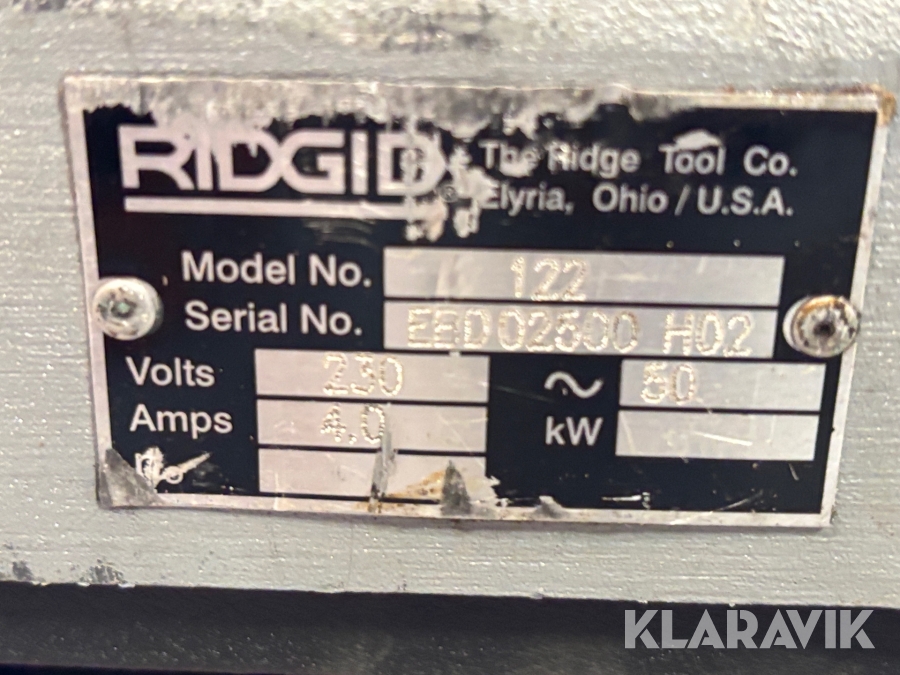 RIDGID® The Ridge Tool Co.
Elyria, Ohio / U.S.A.
Model No. 122
Serial No. EBD02500 H02
Volts 230 ~ 50
Amps 4.0 kW
KLARAVIK